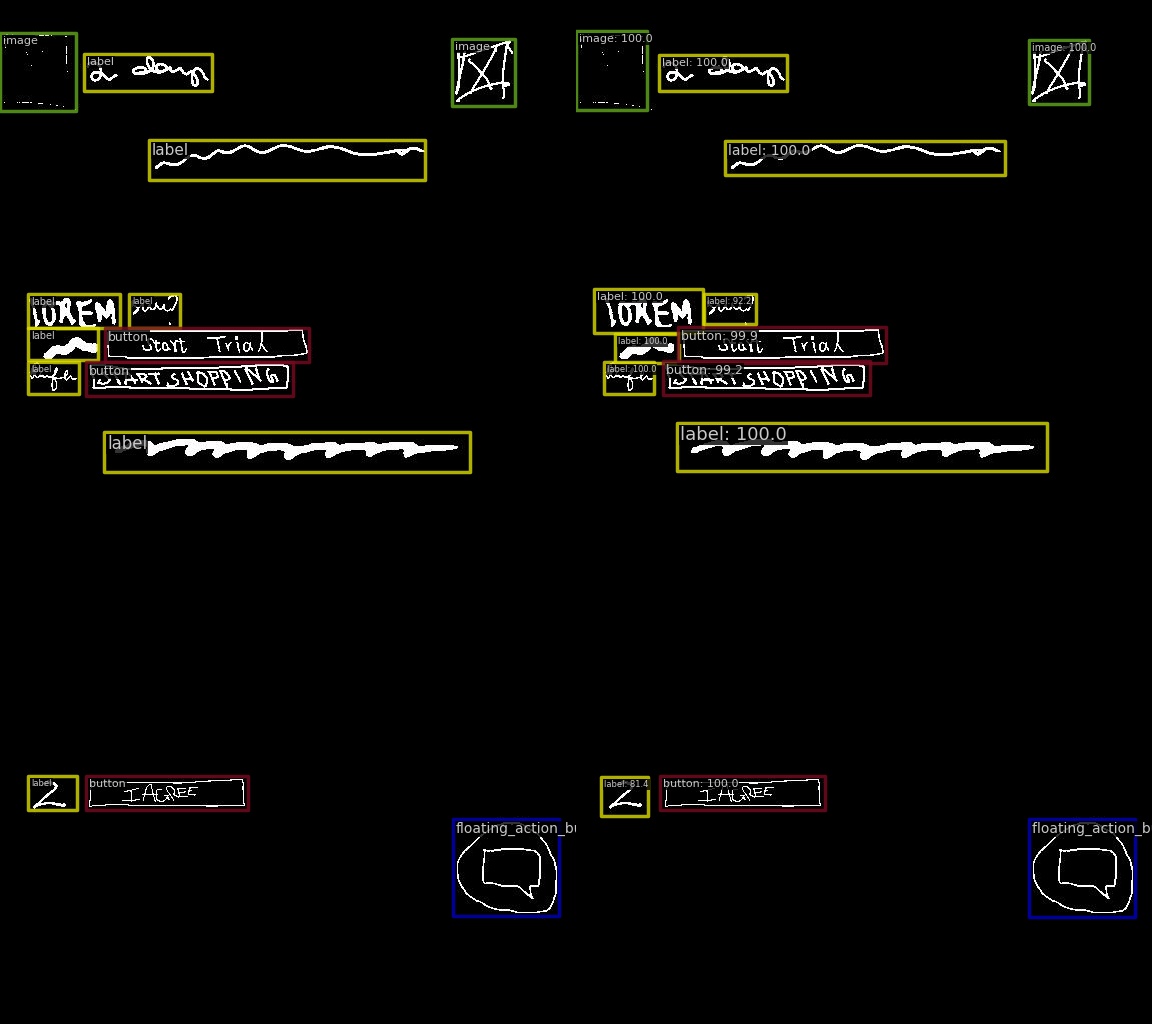 image image: 100.0
label image label: 100.0 image: 100.0
label label: 100.0
label label label: 100.0 label: 92.2
lOREM lOREM
label button label: 100.0 button: 99.9
Start Trial Start Trial
label button label: 100.0 button: 99.2
START SHOPPING START SHOPPING
label label: 100.0
label button label: 81.4 button: 100.0
I AGREE I AGREE
floating_action_bu floating_action_b